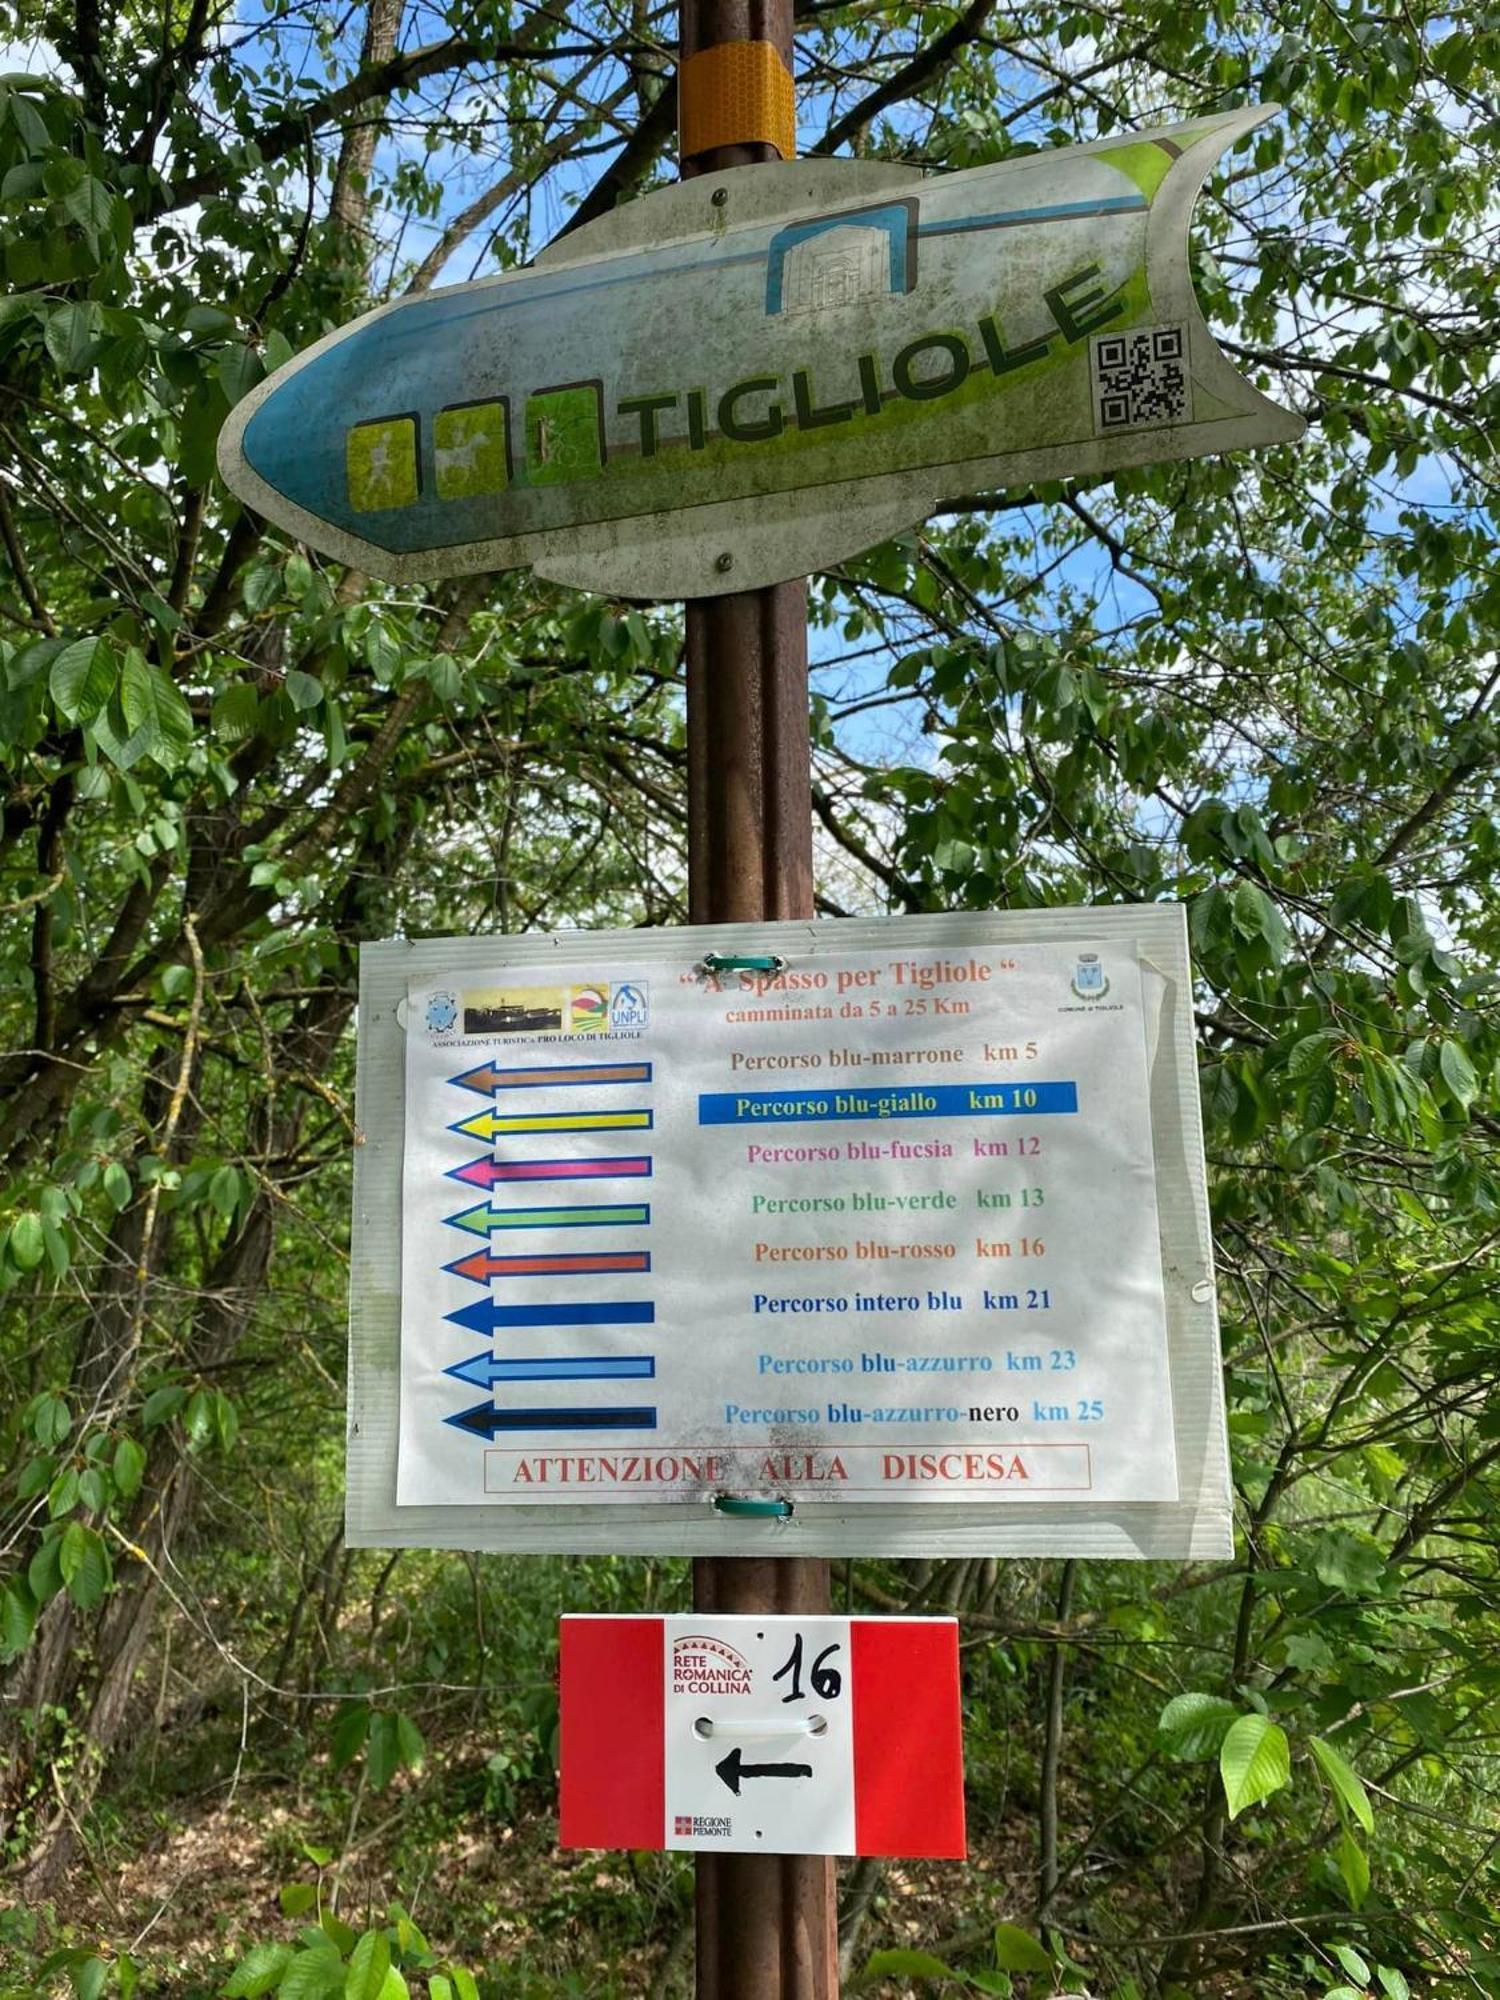 TIGLIOLE
"A Spasso per Tigliole "
camminata da 5 a 25 Km
UNPLI
ASSOCIAZIONE TURISTICA PRO LOCO DI TIGLIOLE
COMUNE di TIGLIOLE
Percorso blu-marrone km 5
Percorso blu-giallo km 10
Percorso blu-fucsia km 12
Percorso blu-verde km 13
Percorso blu-rosso km 16
Percorso intero blu km 21
Percorso blu-azzurro km 23
Percorso blu-azzurro-nero km 25
ATTENZIONE ALLA DISCESA
RETE
ROMANICA
DI COLLINA
16
REGIONE
PIEMONTE